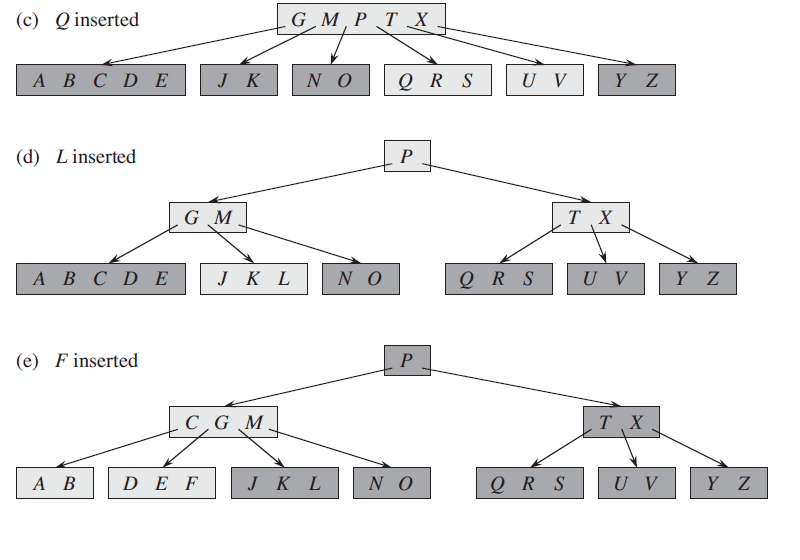 (c) Q inserted
G M P T X
A B C D E J K N O Q R S U V Y Z
(d) L inserted
P
G M T X
A B C D E J K L N O Q R S U V Y Z
(e) F inserted
P
C G M T X
A B D E F J K L N O Q R S U V Y Z